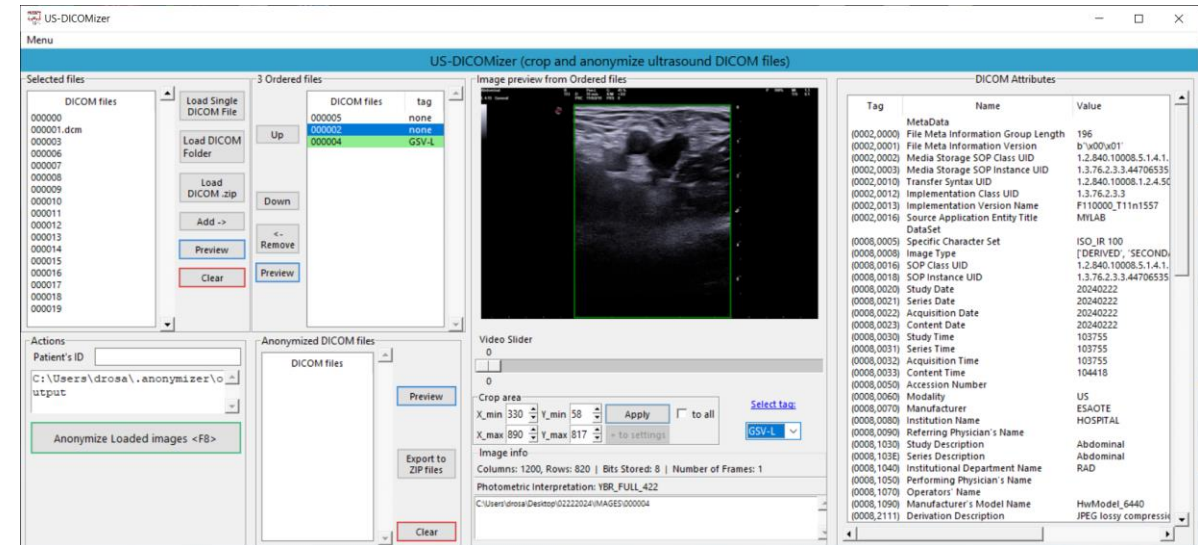 US-DICOMizer
Menu
US-DICOMizer (crop and anonymize ultrasound DICOM files)
Selected files
DICOM files
000000
000001.dcm
000003
000006
000007
000008
000009
000010
000011
000012
000013
000014
000015
000016
000017
000018
000019
Load Single
DICOM File
Load DICOM
Folder
Load
DICOM .zip
Add ->
Preview
Clear
3 Ordered files
Up
Down
<-
Remove
Preview
DICOM files tag
000005 none
000002 none
000004 GSV-L
Image preview from Ordered files
Actions
Patient's ID
C:\Users\drosa\.anonymizer\o
utput
Anonymize Loaded images <F8>
Anonymized DICOM files
DICOM files
Preview
Export to
ZIP files
Clear
Video Slider
0
0
Crop area
X_min 330 Y_min 58 Apply to all
X_max 890 Y_max 817 + to settings
Select tag:
GSV-L
Image info
Columns: 1200, Rows: 820 | Bits Stored: 8 | Number of Frames: 1
Photometric Interpretation: YBR_FULL_422
C:\Users\drosa\Desktop\02222024\IMAGES\000004
DICOM Attributes
Tag Name Value
MetaData
(0002,0000) File Meta Information Group Length 196
(0002,0001) File Meta Information Version b'\x00\x01'
(0002,0002) Media Storage SOP Class UID 1.2.840.10008.5.1.4.1.
(0002,0003) Media Storage SOP Instance UID 1.3.76.2.3.3.44706535
(0002,0010) Transfer Syntax UID 1.2.840.10008.1.2.4.50
(0002,0012) Implementation Class UID 1.3.76.2.3.3
(0002,0013) Implementation Version Name F110000_T11n1557
(0002,0016) Source Application Entity Title MYLAB
DataSet
(0008,0005) Specific Character Set ISO_IR 100
(0008,0008) Image Type ['DERIVED', 'SECOND
(0008,0016) SOP Class UID 1.2.840.10008.5.1.4.1.
(0008,0018) SOP Instance UID 1.3.76.2.3.3.44706535
(0008,0020) Study Date 20240222
(0008,0021) Series Date 20240222
(0008,0022) Acquisition Date 20240222
(0008,0023) Content Date 20240222
(0008,0030) Study Time 103755
(0008,0031) Series Time 103755
(0008,0032) Acquisition Time 103755
(0008,0033) Content Time 104418
(0008,0050) Accession Number
(0008,0060) Modality US
(0008,0070) Manufacturer ESAOTE
(0008,0080) Institution Name HOSPITAL
(0008,0090) Referring Physician's Name
(0008,1030) Study Description Abdominal
(0008,103E) Series Description Abdominal
(0008,1040) Institutional Department Name RAD
(0008,1050) Performing Physician's Name
(0008,1070) Operators' Name
(0008,1090) Manufacturer's Model Name HwModel_6440
(0008,2111) Derivation Description JPEG lossy compressi